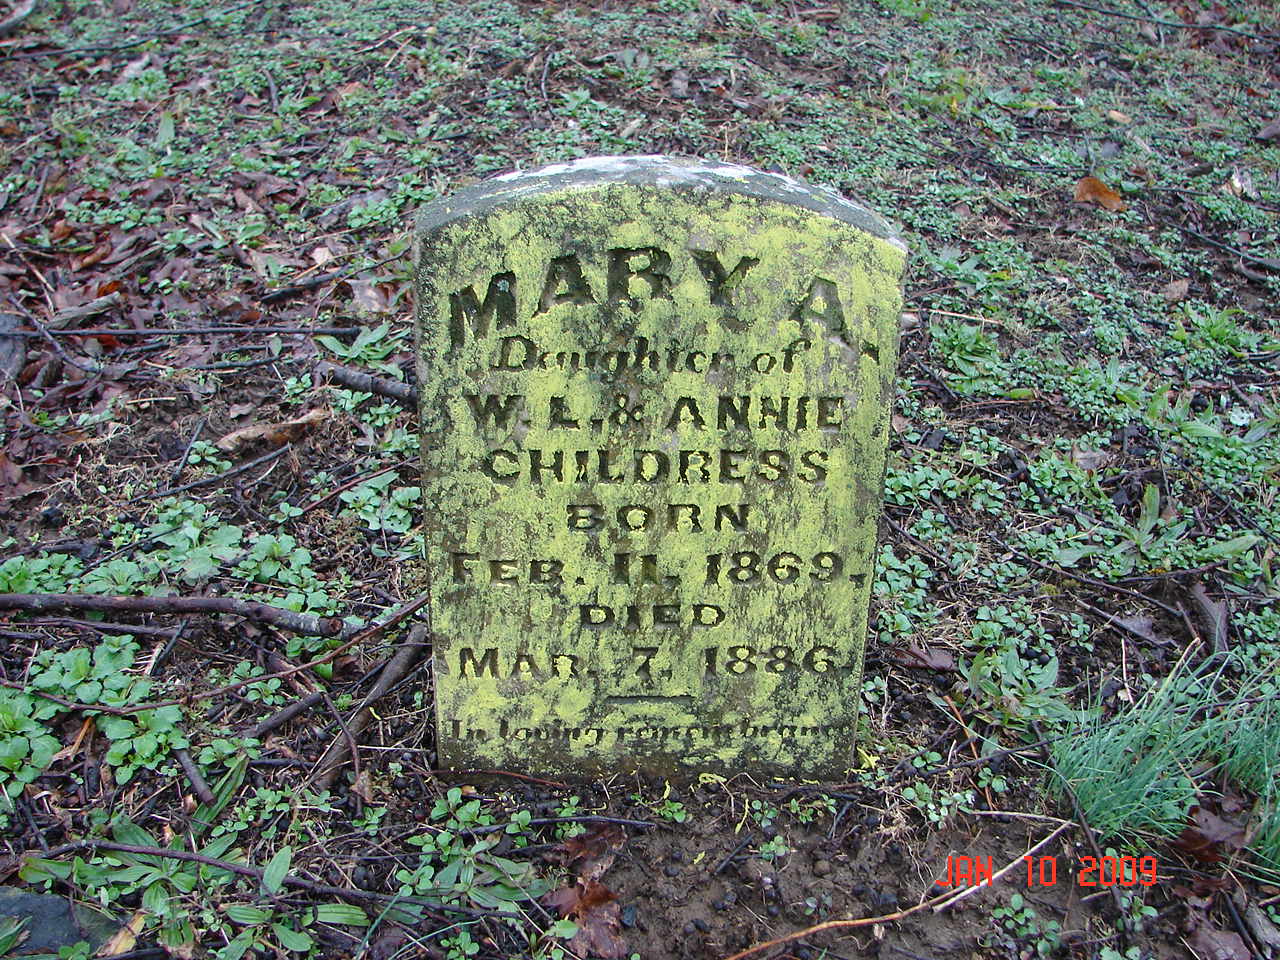 MARY A.
Daughter of
W. L. & ANNIE
CHILDRESS
BORN
FEB. 11. 1869.
DIED
MAR. 7. 1886.
In loving remembrance
JAN 10 2009